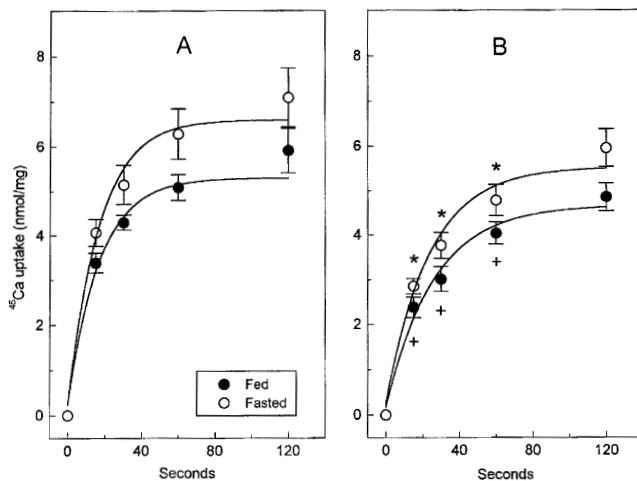 A
B
8
6
4
2
0
⁴⁵Ca uptake (nmol/mg)
Fed
Fasted
0 40 80 120
Seconds
8
6
4
2
0
*
*
*
+
+
+
0 40 80 120
Seconds